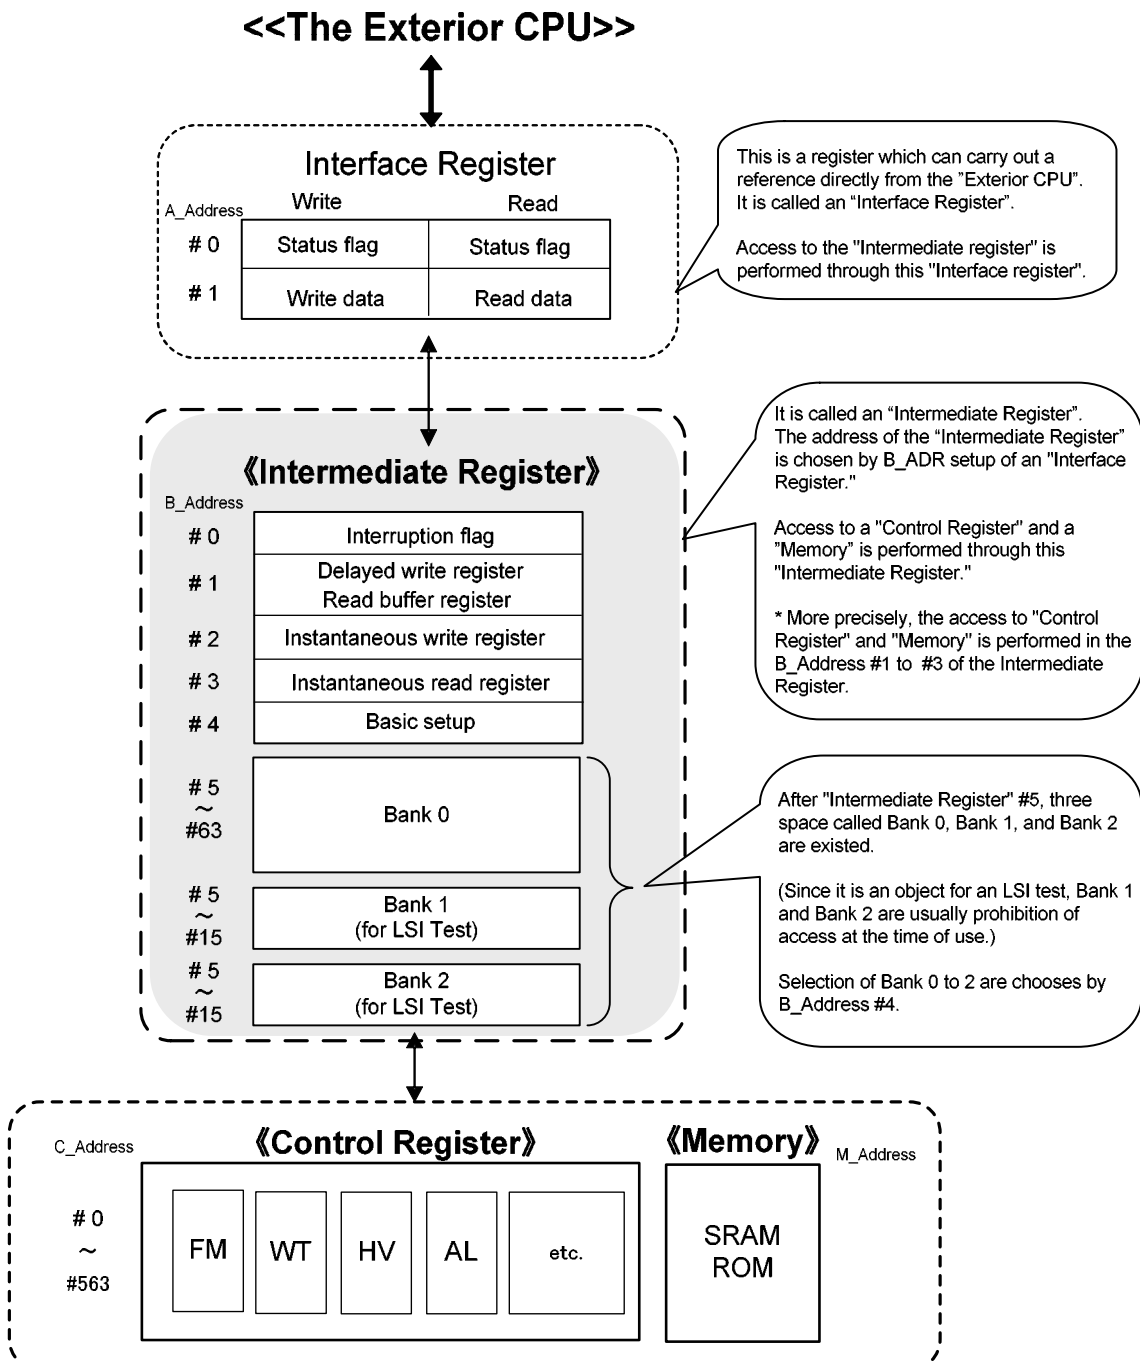 <<The Exterior CPU>>
Interface Register
Write Read
A_Address
# 0 Status flag Status flag
# 1 Write data Read data
This is a register which can carry out a
reference directly from the "Exterior CPU".
It is called an "Interface Register".
Access to the "Intermediate register" is
performed through this "Interface register".
《Intermediate Register》
B_Address
# 0 Interruption flag
# 1 Delayed write register
Read buffer register
# 2 Instantaneous write register
# 3 Instantaneous read register
# 4 Basic setup
# 5
~
#63
Bank 0
# 5
~
#15
Bank 1
(for LSI Test)
# 5
~
#15
Bank 2
(for LSI Test)
It is called an "Intermediate Register".
The address of the "Intermediate Register"
is chosen by B_ADR setup of an "Interface
Register."
Access to a "Control Register" and a
"Memory" is performed through this
"Intermediate Register."
* More precisely, the access to "Control
Register" and "Memory" is performed in the
B_Address #1 to #3 of the Intermediate
Register.
After "Intermediate Register" #5, three
space called Bank 0, Bank 1, and Bank 2
are existed.
(Since it is an object for an LSI test, Bank 1
and Bank 2 are usually prohibition of
access at the time of use.)
Selection of Bank 0 to 2 are chooses by
B_Address #4.
《Control Register》
C_Address
# 0
~
#563
FM WT HV AL etc.
《Memory》
M_Address
SRAM
ROM